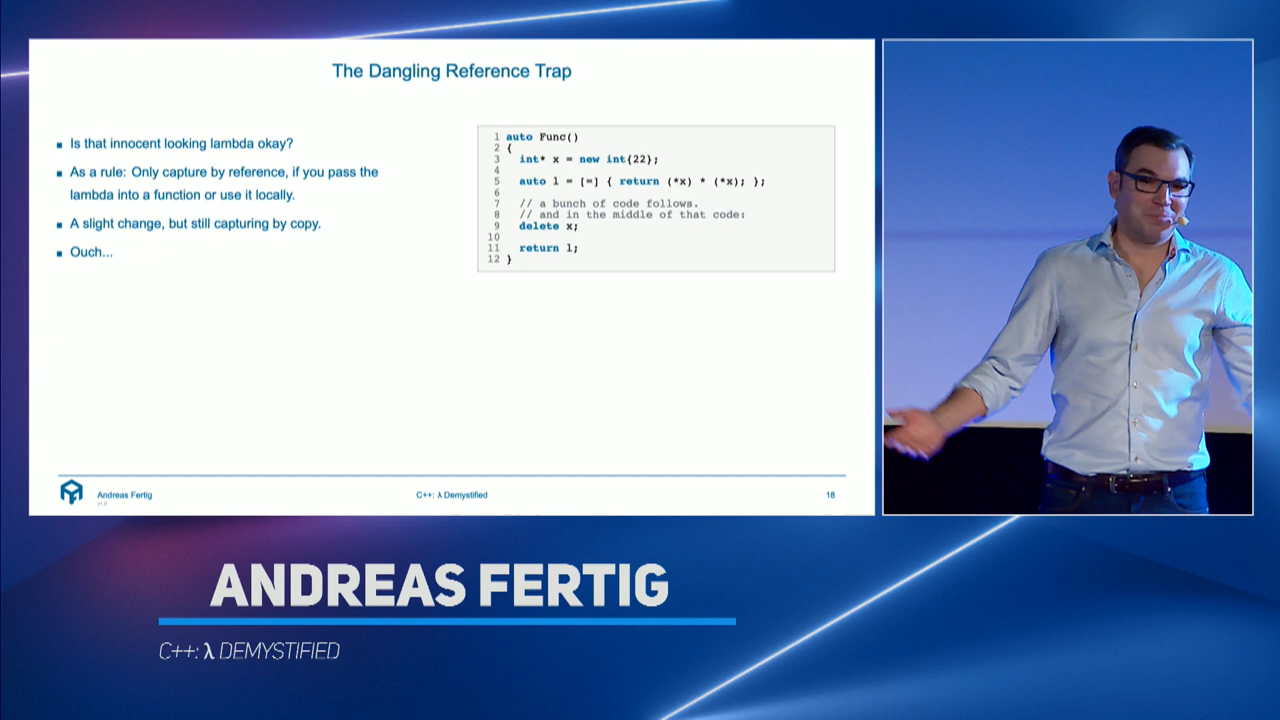 The Dangling Reference Trap
▪ Is that innocent looking lambda okay?
▪ As a rule: Only capture by reference, if you pass the
lambda into a function or use it locally.
▪ A slight change, but still capturing by copy.
▪ Ouch...
1 auto Func()
2 {
3   int* x = new int{22};
4
5   auto l = [=] { return (*x) * (*x); };
6
7   // a bunch of code follows.
8   // and in the middle of that code:
9   delete x;
10
11   return l;
12 }
Andreas Fertig
v1.0
C++: λ Demystified
18
ANDREAS FERTIG
C++: λ DEMYSTIFIED